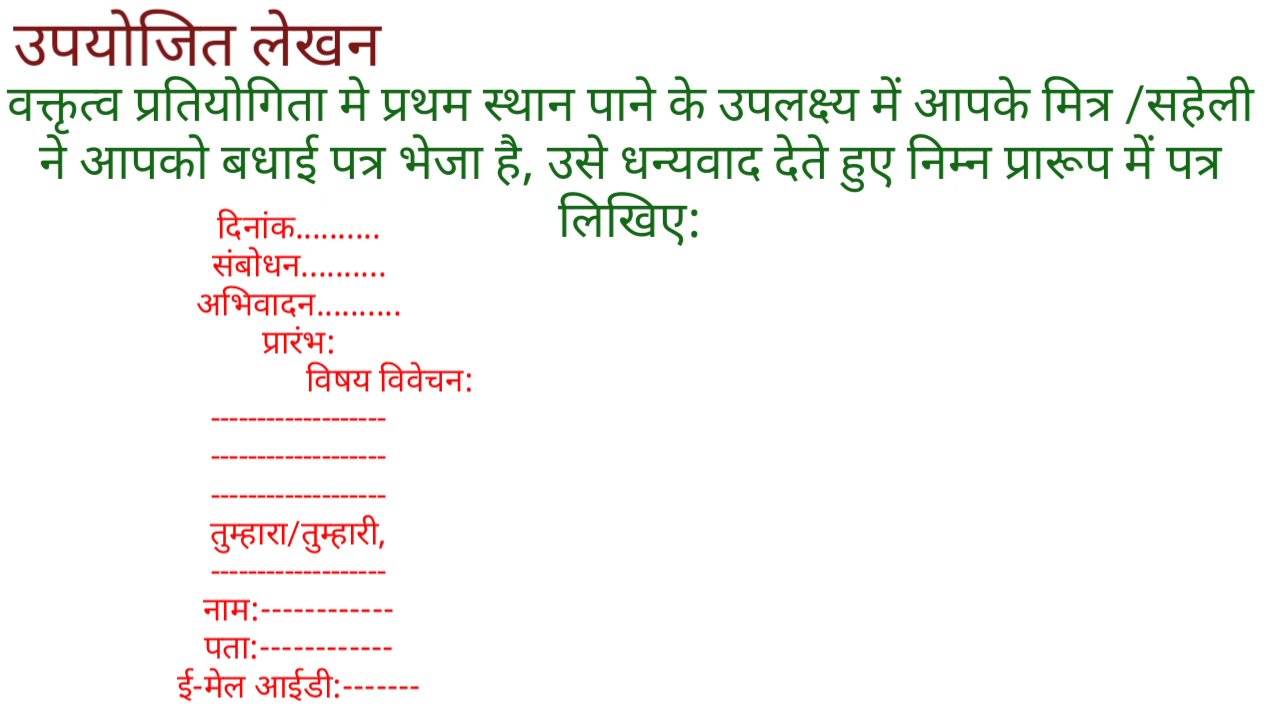 उपयोजित लेखन
वक्तृत्व प्रतियोगिता मे प्रथम स्थान पाने के उपलक्ष्य में आपके मित्र /सहेली
ने आपको बधाई पत्र भेजा है, उसे धन्यवाद देते हुए निम्न प्रारूप में पत्र
लिखिए:
दिनांक..........
संबोधन..........
अभिवादन..........
प्रारंभ:
विषय विवेचन:
-------------------
-------------------
-------------------
तुम्हारा/तुम्हारी,
-------------------
नाम:------------
पता:------------
ई-मेल आईडी:-------